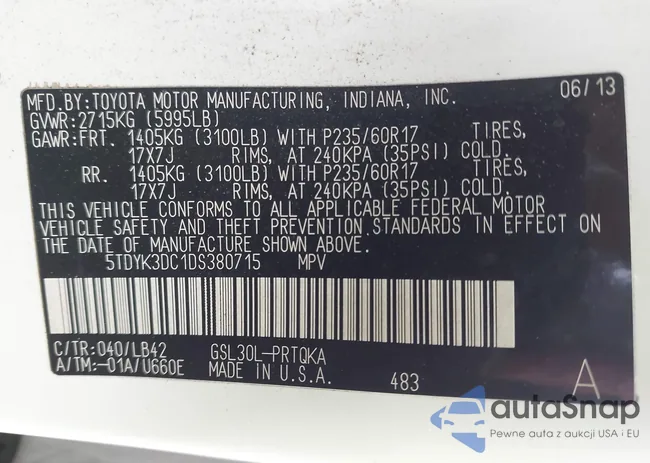 MFD.BY:TOYOTA MOTOR MANUFACTURING, INDIANA, INC. 06/13
GVWR:2715KG (5995LB)
GAWR:FRT. 1405KG (3100LB) WITH P235/60R17 TIRES,
17X7J RIMS, AT 240KPA (35PSI) COLD.
RR. 1405KG (3100LB) WITH P235/60R17 TIRES,
17X7J RIMS, AT 240KPA (35PSI) COLD.
THIS VEHICLE CONFORMS TO ALL APPLICABLE FEDERAL MOTOR
VEHICLE SAFETY AND THEFT PREVENTION STANDARDS IN EFFECT ON
THE DATE OF MANUFACTURE SHOWN ABOVE.
5TDYK3DC1DS380715 MPV
C/TR:040/LB42 GSL30L-PRTQKA
A/TM:-01A/U660E MADE IN U.S.A. 483 A
autoSnap
Pewne auta z aukcji USA i EU